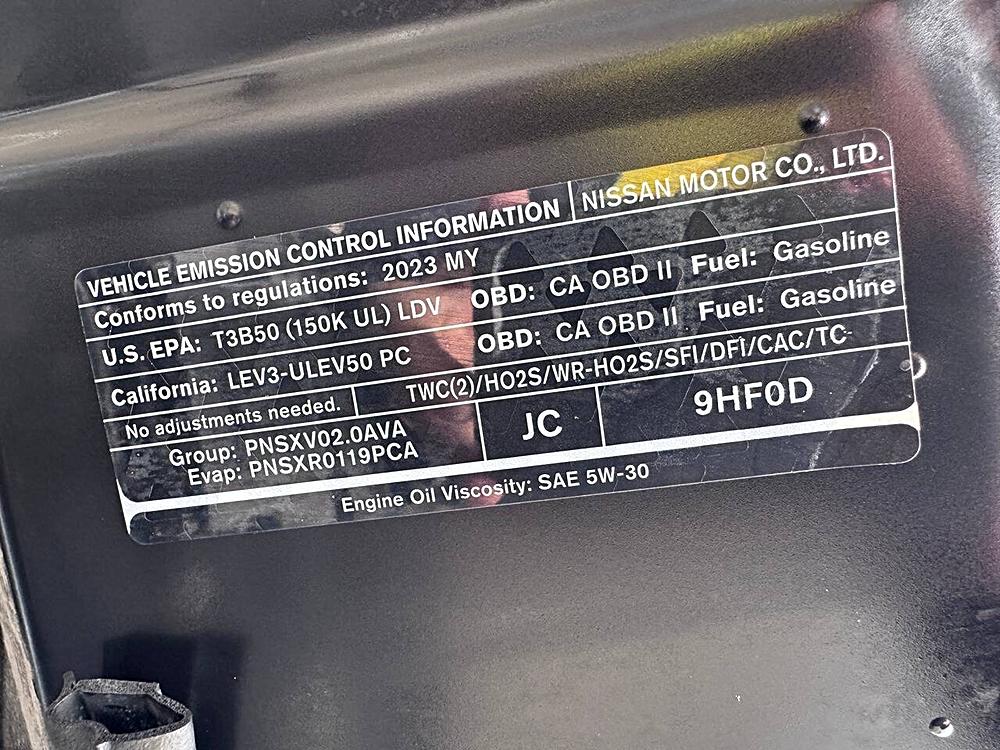 VEHICLE EMISSION CONTROL INFORMATION NISSAN MOTOR CO., LTD.
Conforms to regulations: 2023 MY
U.S. EPA: T3B50 (150K UL) LDV OBD: CA OBD II Fuel: Gasoline
California: LEV3-ULEV50 PC OBD: CA OBD II Fuel: Gasoline
No adjustments needed. TWC(2)/HO2S/WR-HO2S/SFI/DFI/CAC/TC
Group: PNSXV02.0AVA
Evap: PNSXR0119PCA
JC
9HF0D
Engine Oil Viscosity: SAE 5W-30